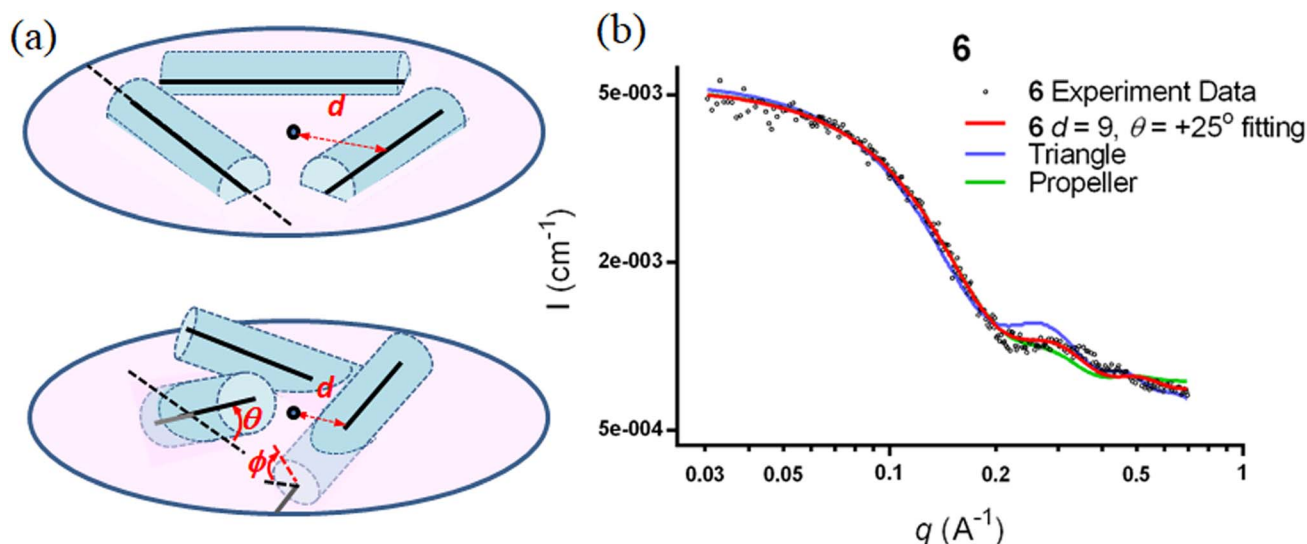 (a)
d
d
θ
ϕ
(b)
6
6 Experiment Data
6 d = 9, θ = +25° fitting
Triangle
Propeller
I (cm⁻¹)
5e-003
2e-003
5e-004
0.03 0.05 0.1 0.2 0.5 1
q (A⁻¹)